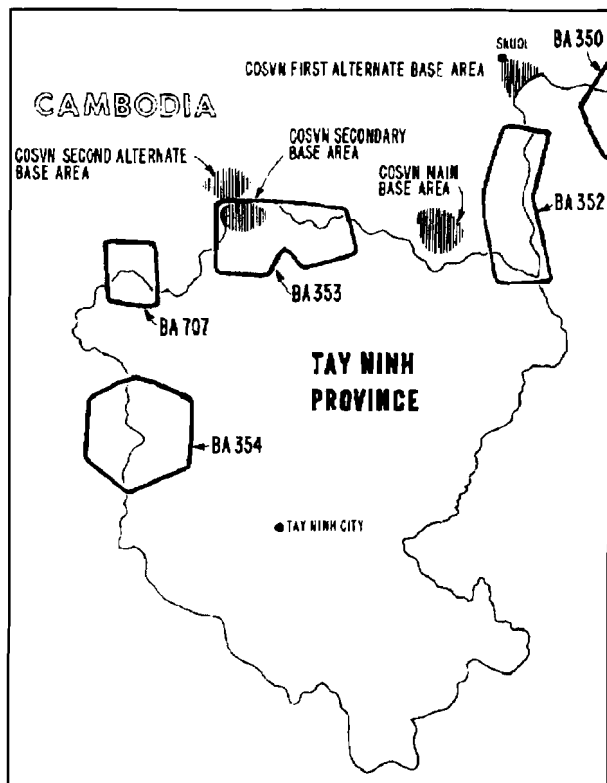 BA 350
SNUOL
COSVN FIRST ALTERNATE BASE AREA
CAMBODIA
COSVN SECOND ALTERNATE
BASE AREA
COSVN SECONDARY
BASE AREA
COSVN MAIN
BASE AREA
BA 352
BA 353
BA 707
TAY NINH
PROVINCE
BA 354
TAY NINH CITY